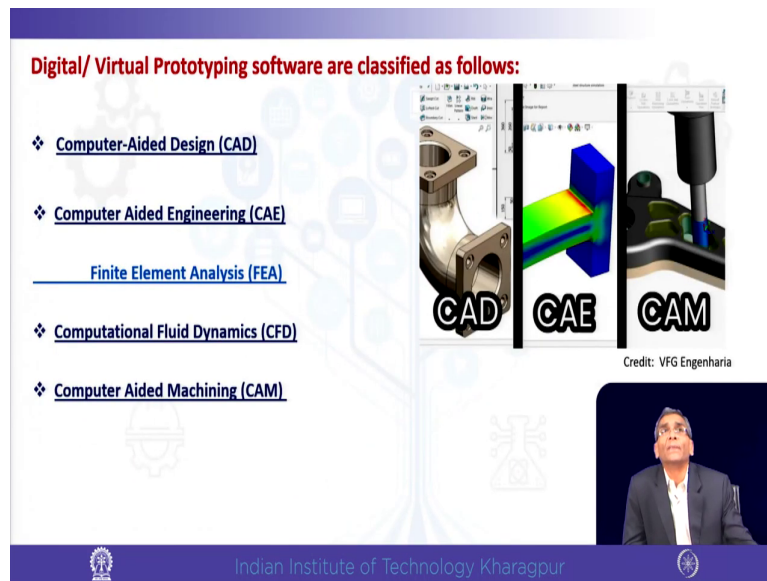 Digital/ Virtual Prototyping software are classified as follows:
❖ Computer-Aided Design (CAD)
❖ Computer Aided Engineering (CAE)
Finite Element Analysis (FEA)
❖ Computational Fluid Dynamics (CFD)
❖ Computer Aided Machining (CAM)
CAD
CAE
CAM
Credit: VFG Engenharia
Indian Institute of Technology Kharagpur